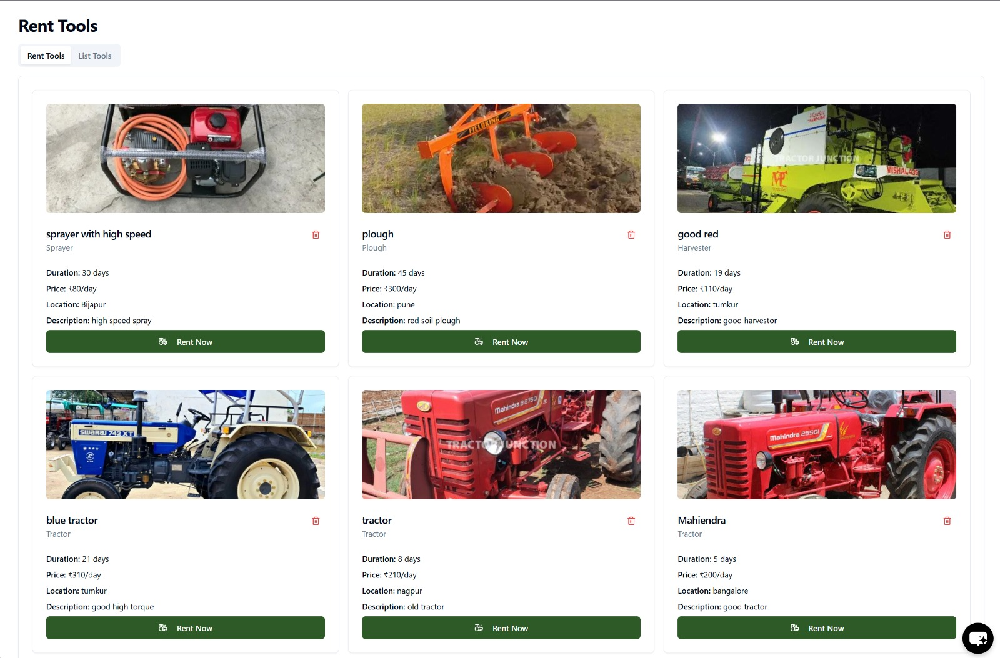 Rent Tools
Rent Tools
List Tools
FIELDKING
Vishal
TRACTOR JUNCTION
VISHAL 435
sprayer with high speed
Sprayer
Duration: 30 days
Price: ₹80/day
Location: Bijapur
Description: high speed spray
Rent Now
plough
Plough
Duration: 45 days
Price: ₹300/day
Location: pune
Description: red soil plough
Rent Now
good red
Harvester
Duration: 19 days
Price: ₹110/day
Location: tumkur
Description: good harvestor
Rent Now
SWARAJ 742 XT
Mahindra B 275DI
TRACTOR JUNCTION
Mahindra 255DI
blue tractor
Tractor
Duration: 21 days
Price: ₹310/day
Location: tumkur
Description: good high torque
Rent Now
tractor
Tractor
Duration: 8 days
Price: ₹210/day
Location: nagpur
Description: old tractor
Rent Now
Mahiendra
Tractor
Duration: 5 days
Price: ₹200/day
Location: bangalore
Description: good tractor
Rent Now